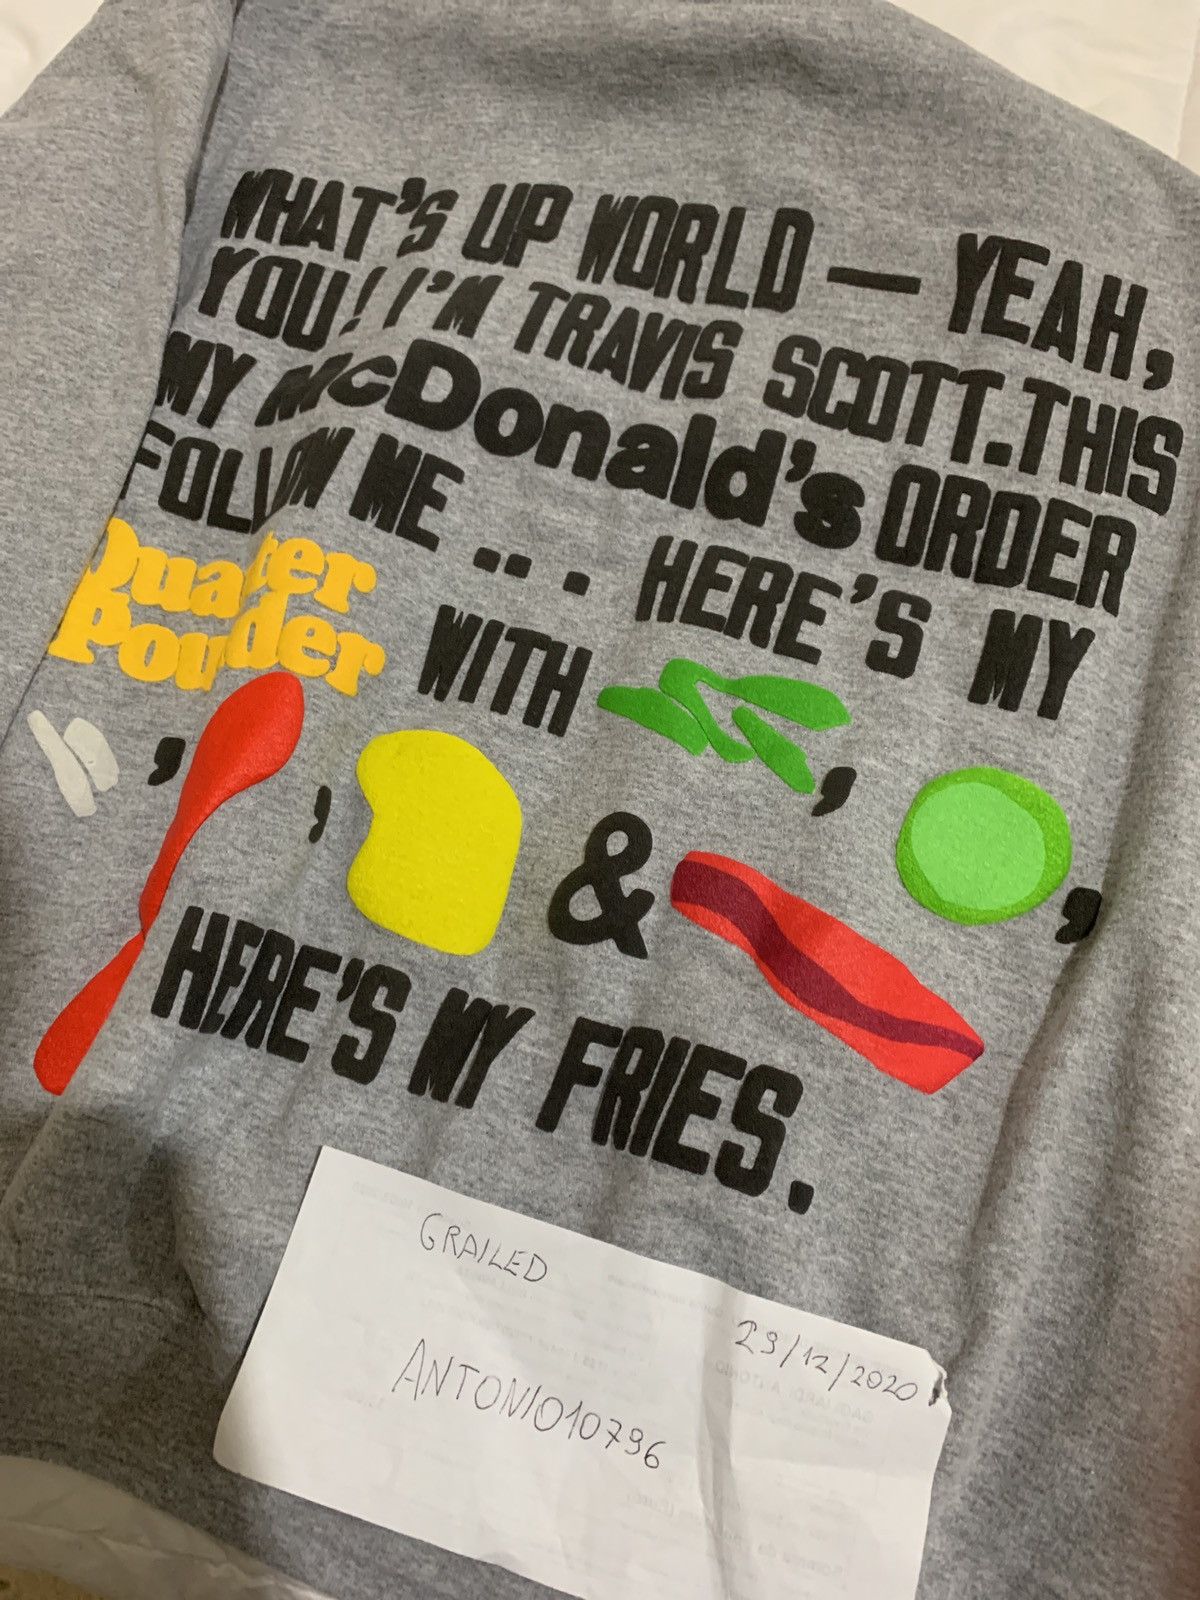 WHAT'S UP WORLD — YEAH,
YOU! I'M TRAVIS SCOTT. THIS
MY McDonald's ORDER
FOLLOW ME ... HERE'S MY
Quarter
Pounder WITH
, , & , ,
HERE'S MY FRIES.
GRAILED
29/12/2020
ANTONIO10796